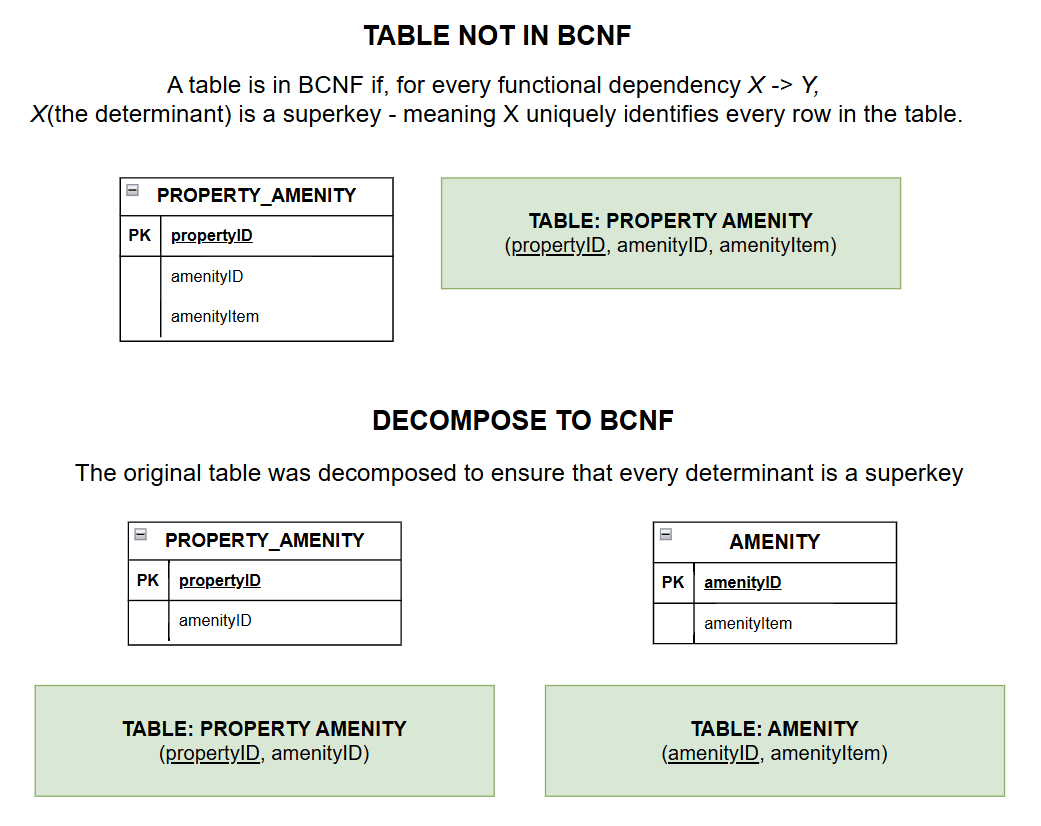 TABLE NOT IN BCNF
A table is in BCNF if, for every functional dependency X -> Y,
X(the determinant) is a superkey - meaning X uniquely identifies every row in the table.
PROPERTY_AMENITY
PK propertyID
amenityID
amenityItem
TABLE: PROPERTY AMENITY
(propertyID, amenityID, amenityItem)
DECOMPOSE TO BCNF
The original table was decomposed to ensure that every determinant is a superkey
PROPERTY_AMENITY
PK propertyID
amenityID
AMENITY
PK amenityID
amenityItem
TABLE: PROPERTY AMENITY
(propertyID, amenityID)
TABLE: AMENITY
(amenityID, amenityItem)